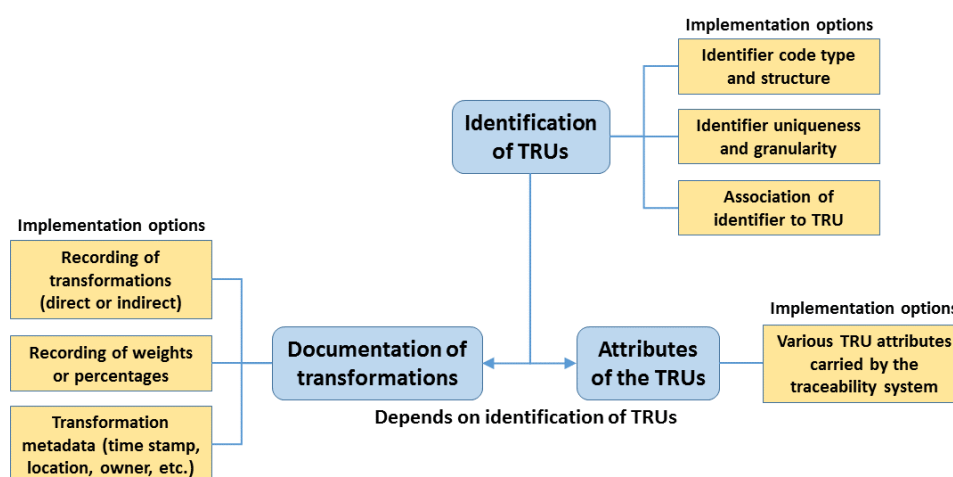 Implementation options
Identifier code type
and structure
Identification
of TRUs
Identifier uniqueness
and granularity
Association of
identifier to TRU
Implementation options
Recording of
transformations
(direct or indirect)
Recording of weights
or percentages
Transformation
metadata (time stamp,
location, owner, etc.)
Documentation of
transformations
Attributes
of the TRUs
Depends on identification of TRUs
Implementation options
Various TRU attributes
carried by the
traceability system